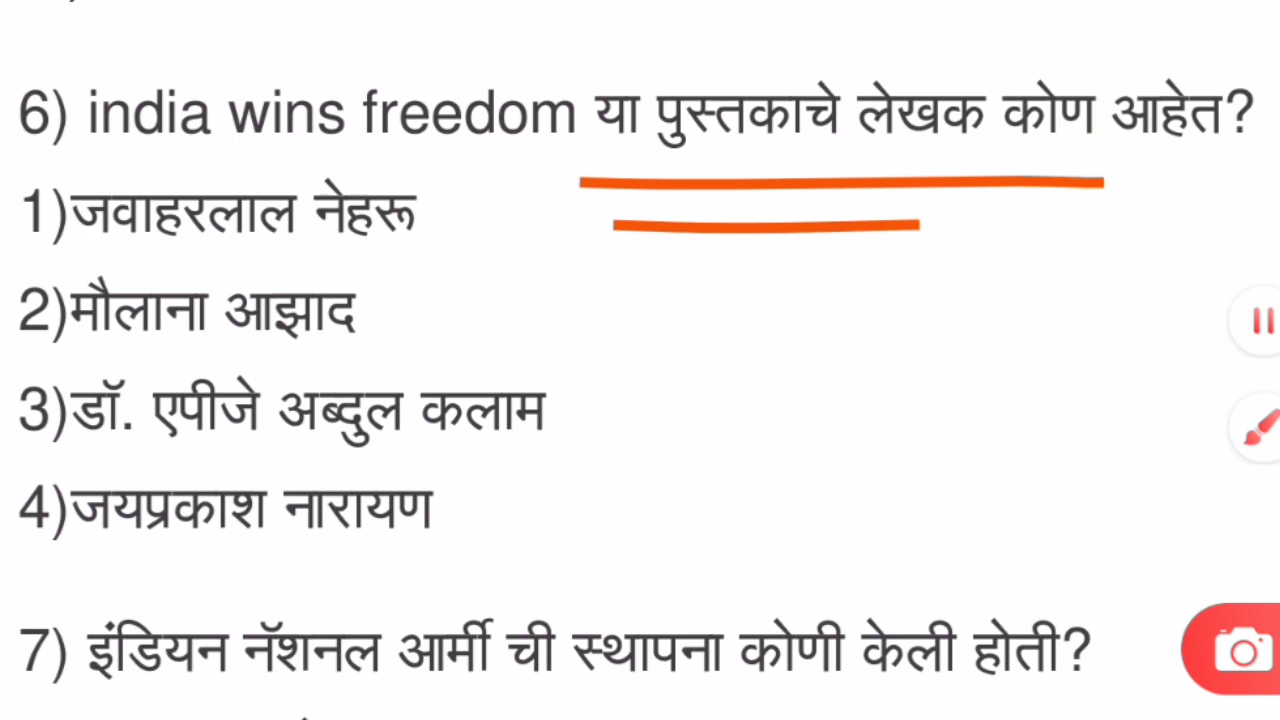 6) india wins freedom या पुस्तकाचे लेखक कोण आहेत?
1)जवाहरलाल नेहरू
2)मौलाना आझाद
3)डॉ. एपीजे अब्दुल कलाम
4)जयप्रकाश नारायण
7) इंडियन नॅशनल आर्मी ची स्थापना कोणी केली होती?